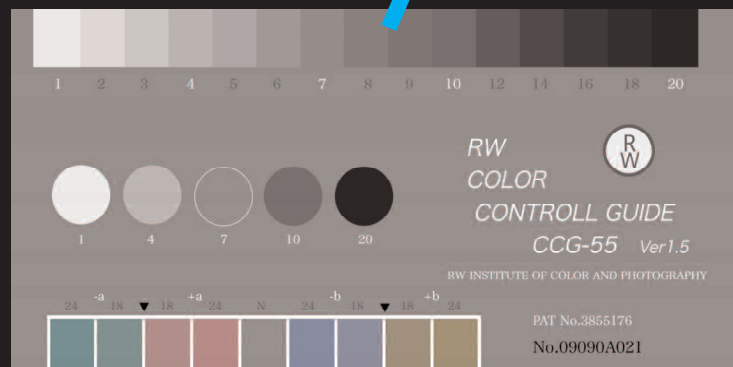 1 2 3 4 5 6 7 8 9 10 12 14 16 18 20
RW
R
W
COLOR
CONTROLL GUIDE
CCG-55 Ver1.5
1 4 7 10 20
RW INSTITUTE OF COLOR AND PHOTOGRAPHY
-a +a -b +b
24 18 18 24 N 24 18 18 24
PAT No.3855176
No.09090A021